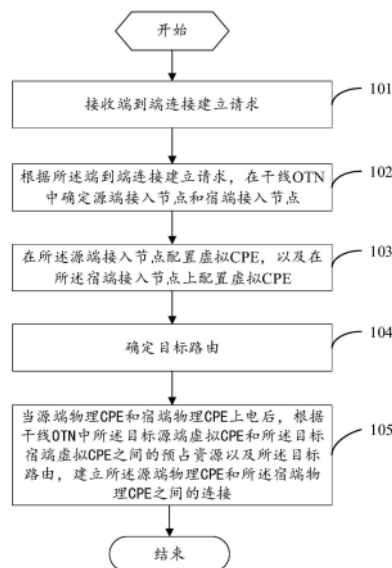 开始
接收端到端连接建立请求
101
根据所述端到端连接建立请求，在干线OTN
中确定源端接入节点和宿端接入节点
102
在所述源端接入节点配置虚拟CPE，以及在
所述宿端接入节点上配置虚拟CPE
103
确定目标路由
104
当源端物理CPE和宿端物理CPE上电后，根据
干线OTN中所述目标源端虚拟CPE和所述目标
宿端虚拟CPE之间的预占资源以及所述目标
路由，建立所述源端物理CPE和所述宿端物
理CPE之间的连接
105
结束